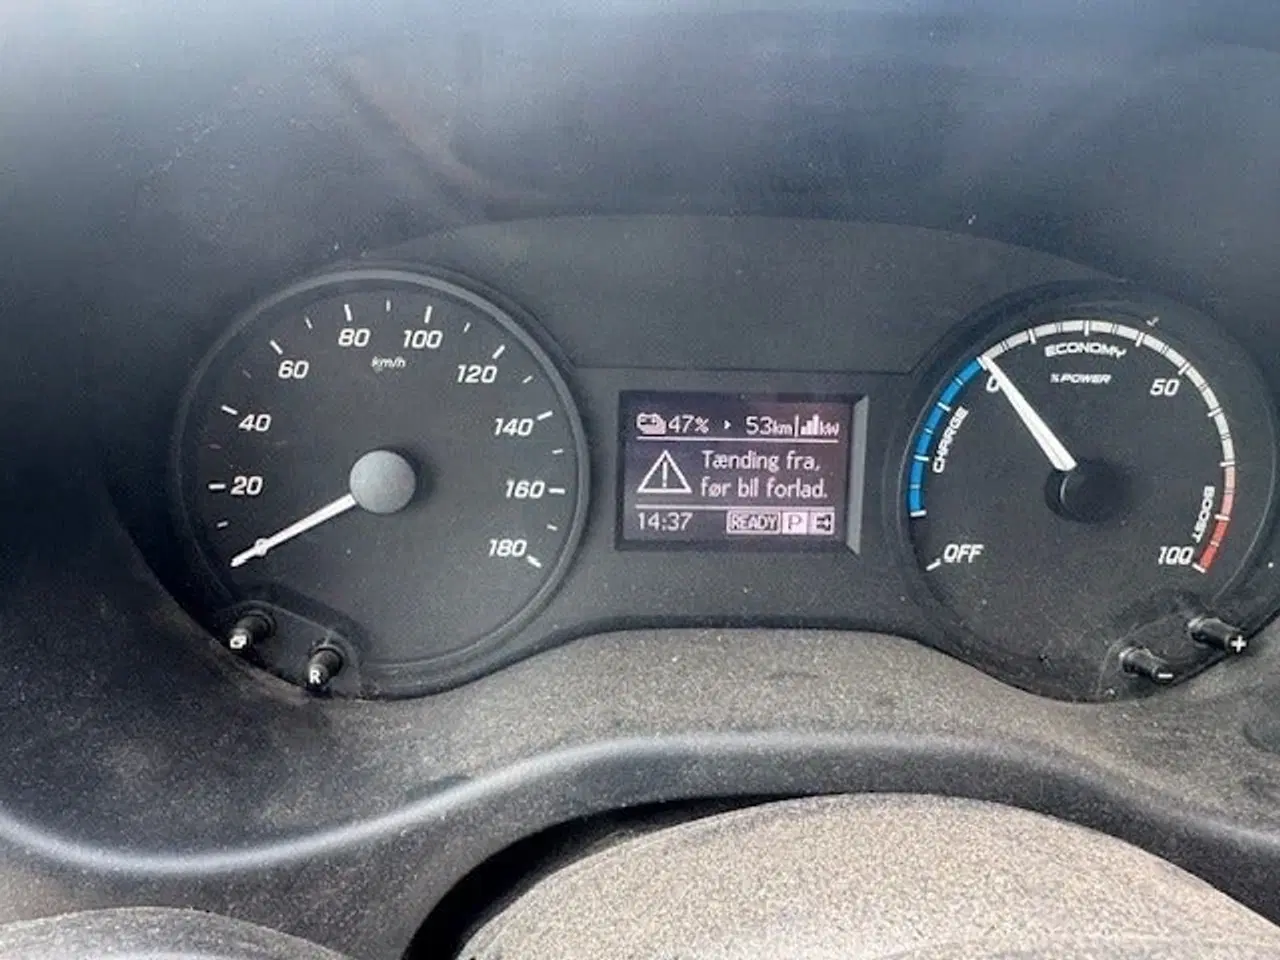 80 100
km/h
60 120
40 140
20 160
0 180
R
47% 53km kW
Tænding fra,
før bil forlad.
14:37 READY P E
ECONOMY
% POWER
0 50
CHARGE
BOOST
OFF 100
- +